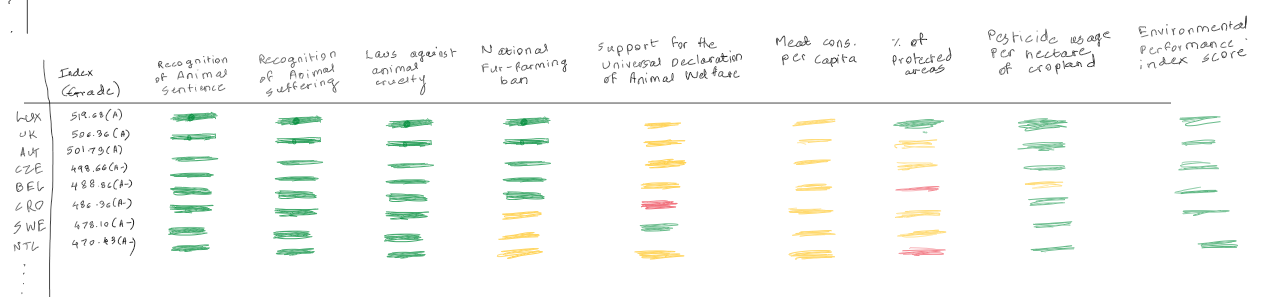 Index
(Grade)
Recognition
of Animal
Sentience
Recognition
of Animal
suffering
Laws against
animal
cruelty
National
Fur-farming
ban
Support for the
Universal Declaration
of Animal Welfare
Meat cons.
per capita
% of
Protected
areas
Pesticide usage
Per hectare
of cropland
Environmental
Performance
index score
LUX 519.63(A)
UK 506.36(A)
AUT 501.73(A)
CZE 498.66(A-)
BEL 488.86(A-)
CRO 486.36(A-)
SWE 478.10(A-)
NTL 470.43(A-)